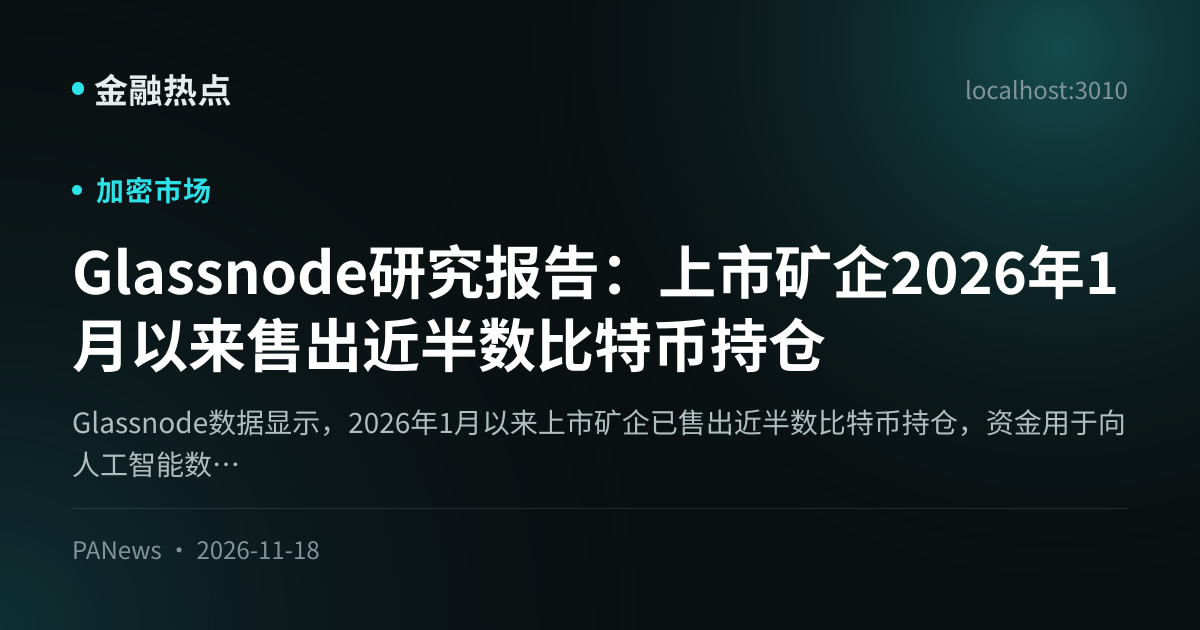 金融热点
localhost:3010
加密市场
Glassnode研究报告：上市矿企2026年1
月以来售出近半数比特币持仓
Glassnode数据显示，2026年1月以来上市矿企已售出近半数比特币持仓，资金用于向
人工智能数…
PANews • 2026-11-18